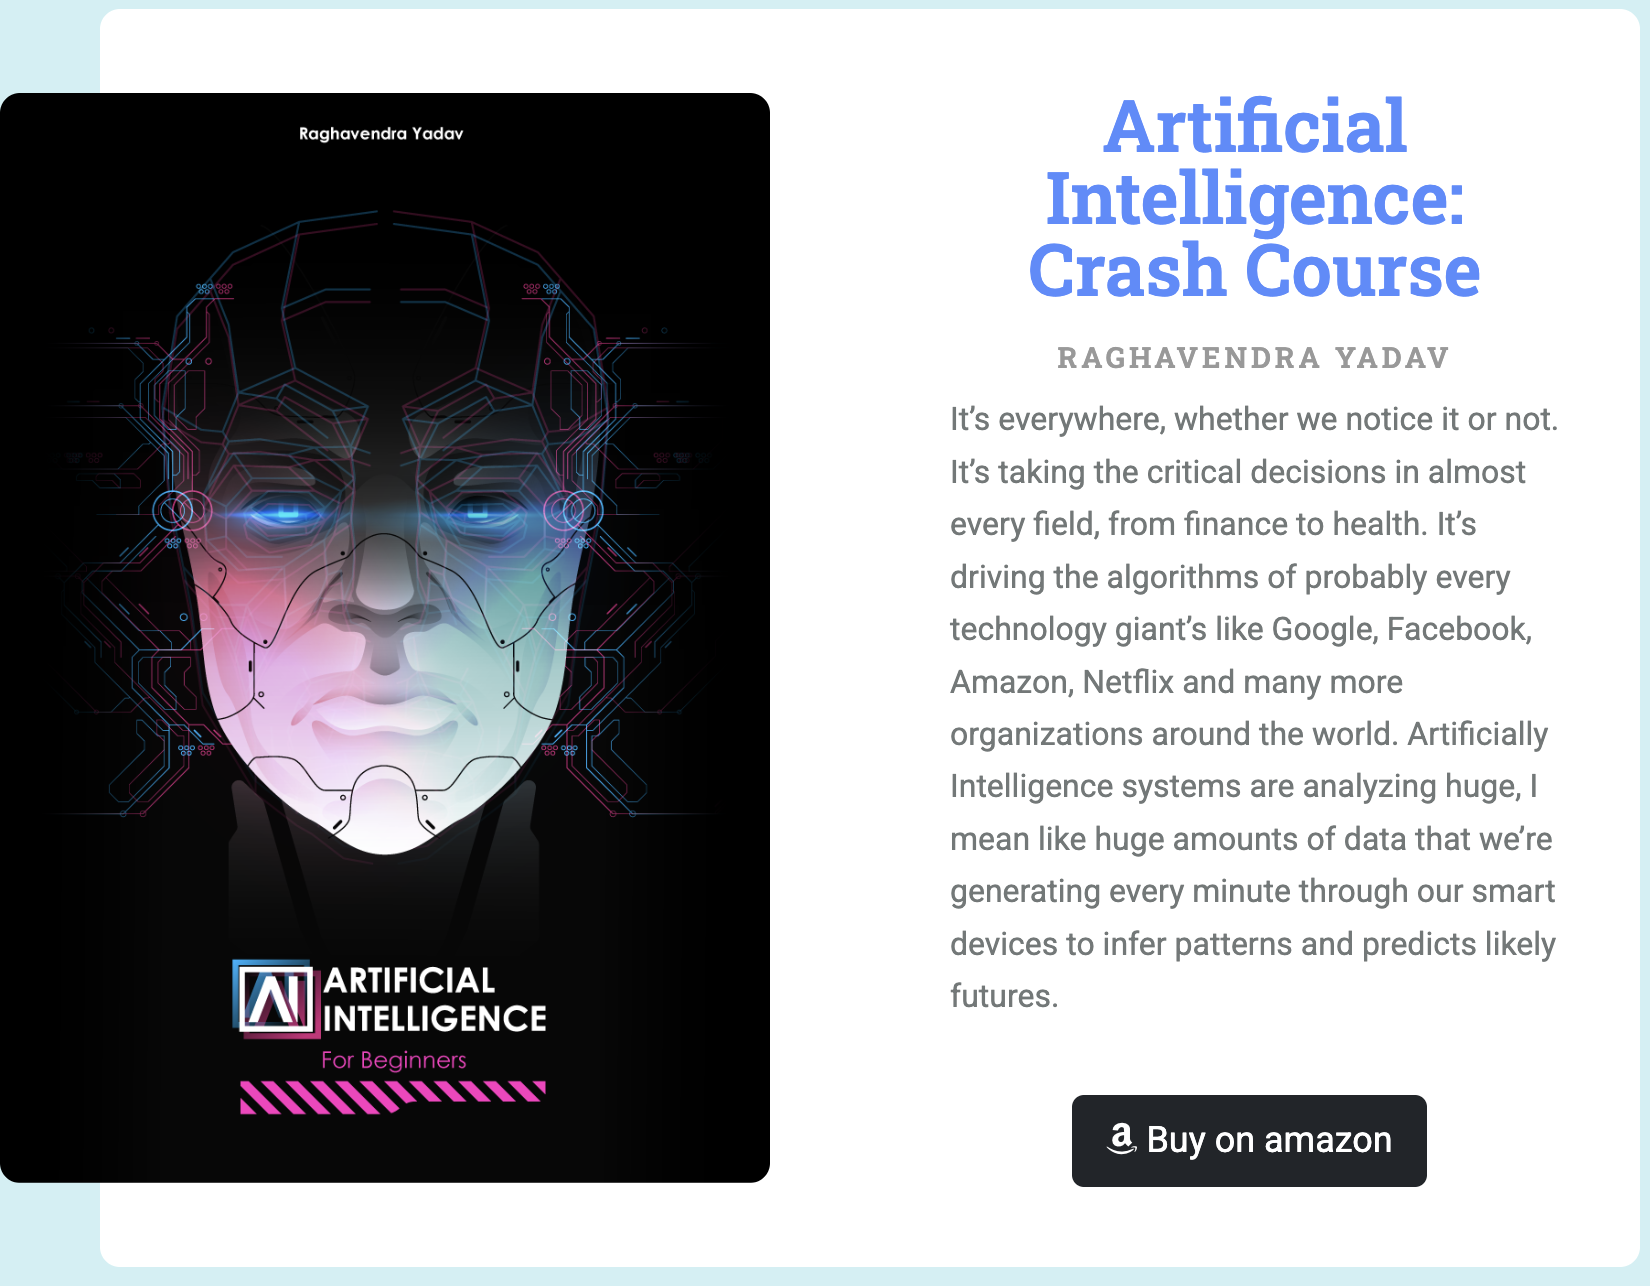 Raghavendra Yadav
AI
ARTIFICIAL
INTELLIGENCE
For Beginners
Artificial
Intelligence:
Crash Course
RAGHAVENDRA YADAV
It’s everywhere, whether we notice it or not.
It’s taking the critical decisions in almost
every field, from finance to health. It’s
driving the algorithms of probably every
technology giant’s like Google, Facebook,
Amazon, Netflix and many more
organizations around the world. Artificially
Intelligence systems are analyzing huge, I
mean like huge amounts of data that we’re
generating every minute through our smart
devices to infer patterns and predicts likely
futures.
a Buy on amazon